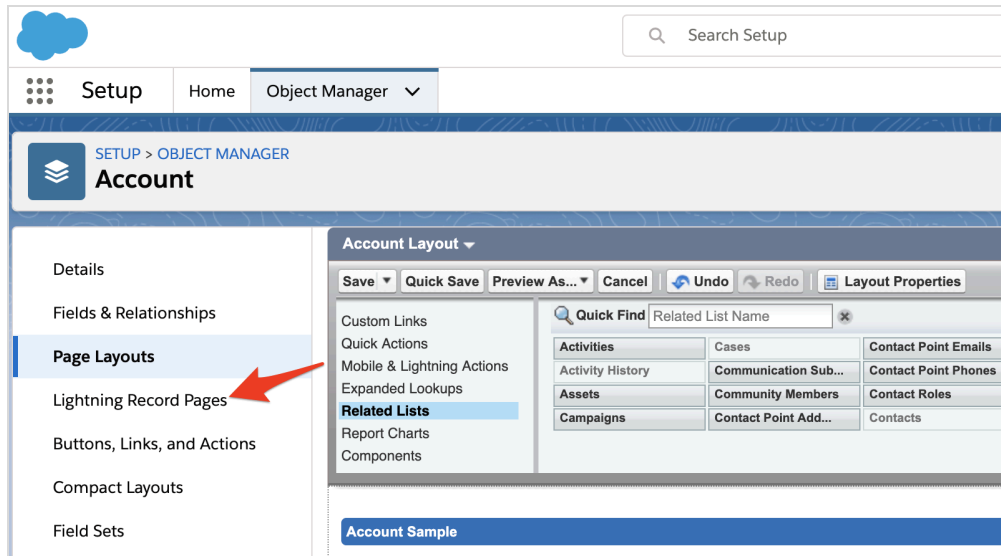 Search Setup
Setup
Home
Object Manager
SETUP > OBJECT MANAGER
Account
Details
Fields & Relationships
Page Layouts
Lightning Record Pages
Buttons, Links, and Actions
Compact Layouts
Field Sets
Account Layout
Save
Quick Save
Preview As...
Cancel
Undo
Redo
Layout Properties
Custom Links
Quick Actions
Mobile & Lightning Actions
Expanded Lookups
Related Lists
Report Charts
Components
Quick Find
Related List Name
Activities
Cases
Contact Point Emails
Activity History
Communication Sub...
Contact Point Phones
Assets
Community Members
Contact Roles
Campaigns
Contact Point Add...
Contacts
Account Sample